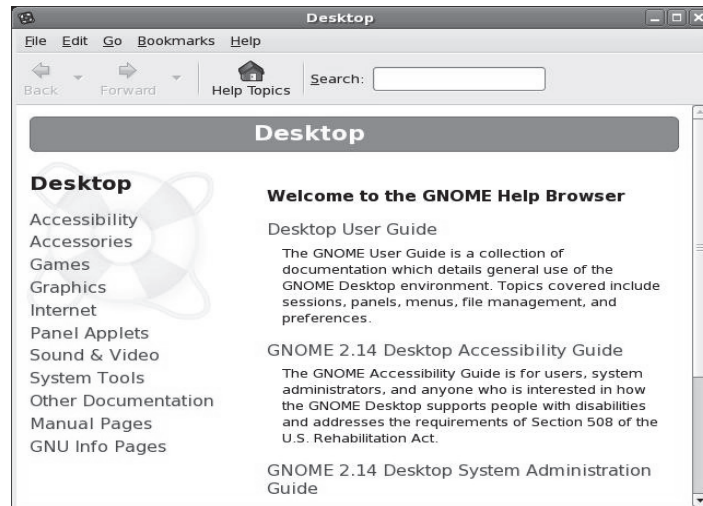 Desktop
File Edit Go Bookmarks Help
Back Forward Help Topics Search:
Desktop
Desktop
Accessibility
Accessories
Games
Graphics
Internet
Panel Applets
Sound & Video
System Tools
Other Documentation
Manual Pages
GNU Info Pages
Welcome to the GNOME Help Browser
Desktop User Guide
The GNOME User Guide is a collection of
documentation which details general use of the
GNOME Desktop environment. Topics covered include
sessions, panels, menus, file management, and
preferences.
GNOME 2.14 Desktop Accessibility Guide
The GNOME Accessibility Guide is for users, system
administrators, and anyone who is interested in how
the GNOME Desktop supports people with disabilities
and addresses the requirements of Section 508 of the
U.S. Rehabilitation Act.
GNOME 2.14 Desktop System Administration
Guide